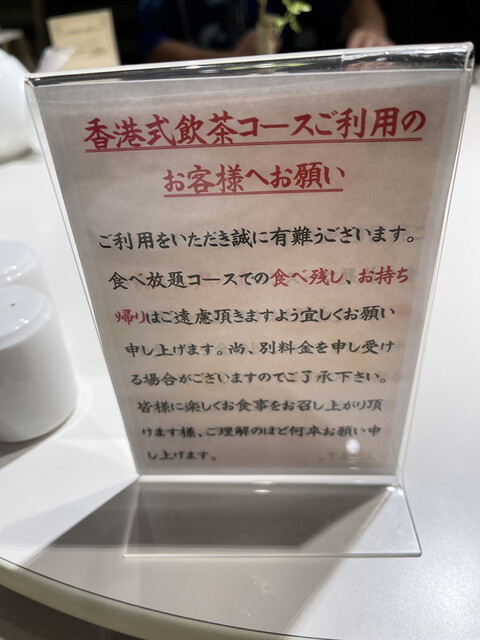 香港式飲茶コースご利用の
お客様へお願い
ご利用をいただき誠に有難うございます。
食べ放題コースでの食べ残し、お持ち
帰りはご遠慮頂きますよう宜しくお願い
申し上げます。尚、別料金を申し受け
る場合がございますのでご了承下さい。
皆様に楽しくお食事をお召し上がり頂
けます様、ご理解のほど何卒お願い申
し上げます。